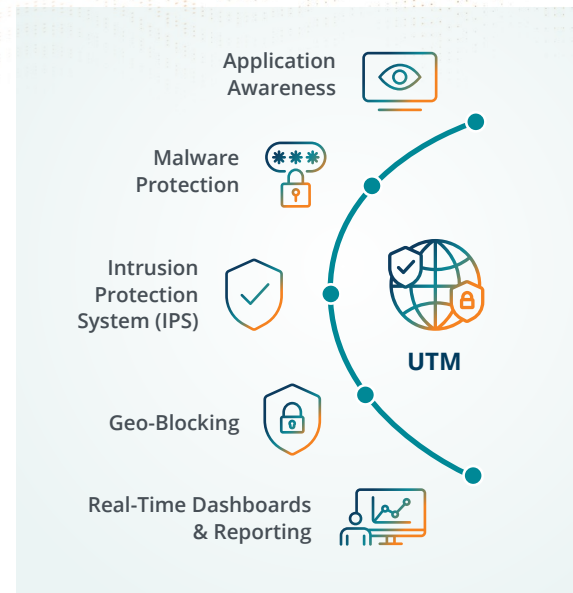 Application
Awareness
Malware
Protection
Intrusion
Protection
System (IPS)
UTM
Geo-Blocking
Real-Time Dashboards
& Reporting